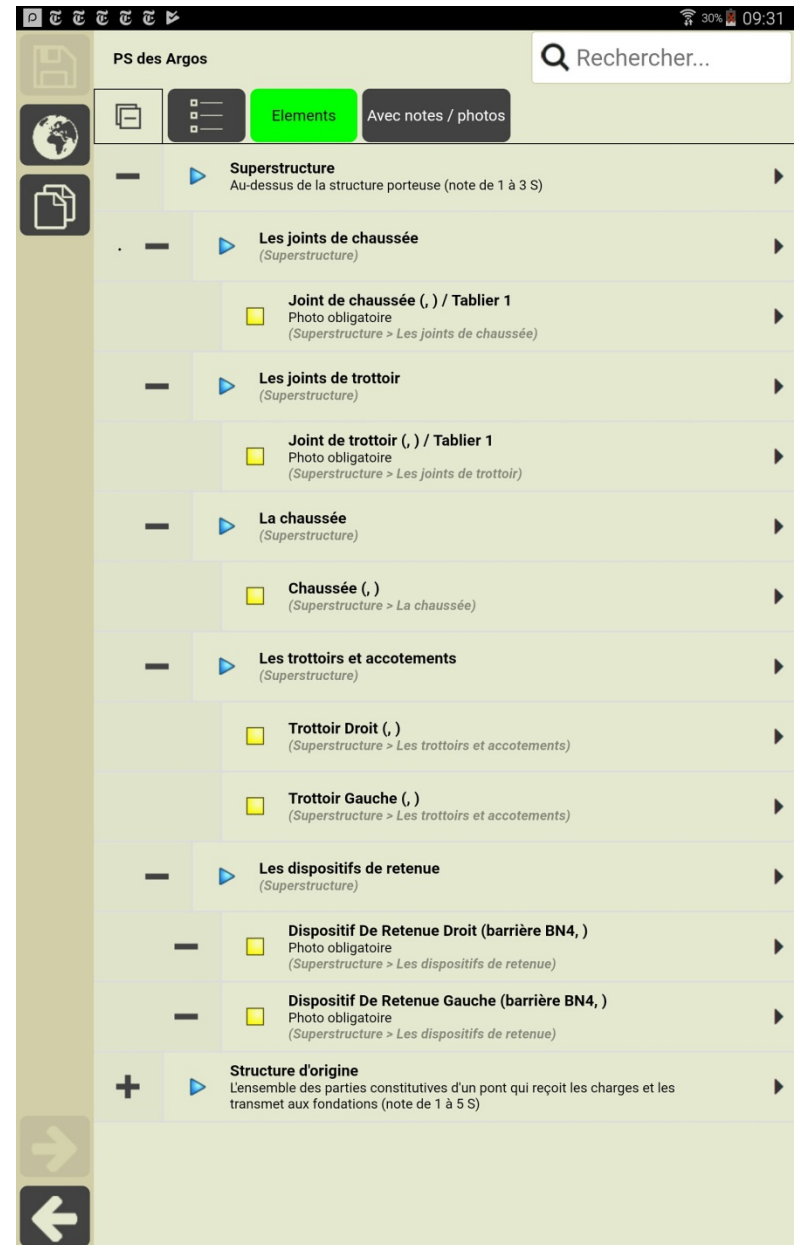 30% 09:31
PS des Argos
Rechercher...
Elements
Avec notes / photos
Superstructure
Au-dessus de la structure porteuse (note de 1 à 3 S)
Les joints de chaussée
(Superstructure)
Joint de chaussée (, ) / Tablier 1
Photo obligatoire
(Superstructure > Les joints de chaussée)
Les joints de trottoir
(Superstructure)
Joint de trottoir (, ) / Tablier 1
Photo obligatoire
(Superstructure > Les joints de trottoir)
La chaussée
(Superstructure)
Chaussée (, )
(Superstructure > La chaussée)
Les trottoirs et accotements
(Superstructure)
Trottoir Droit (, )
(Superstructure > Les trottoirs et accotements)
Trottoir Gauche (, )
(Superstructure > Les trottoirs et accotements)
Les dispositifs de retenue
(Superstructure)
Dispositif De Retenue Droit (barrière BN4, )
Photo obligatoire
(Superstructure > Les dispositifs de retenue)
Dispositif De Retenue Gauche (barrière BN4, )
Photo obligatoire
(Superstructure > Les dispositifs de retenue)
Structure d'origine
L'ensemble des parties constitutives d'un pont qui reçoit les charges et les
transmet aux fondations (note de 1 à 5 S)